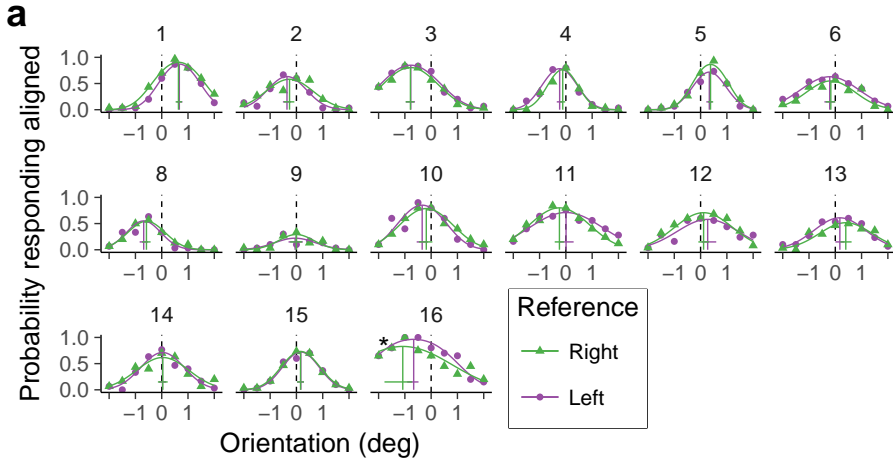 a
1 2 3 4 5 6
Probability responding aligned
1.0
0.5
0.0
−1 0 1 −1 0 1 −1 0 1 −1 0 1 −1 0 1 −1 0 1
8 9 10 11 12 13
1.0
0.5
0.0
−1 0 1 −1 0 1 −1 0 1 −1 0 1 −1 0 1 −1 0 1
14 15 16
1.0
0.5
0.0
*
−1 0 1 −1 0 1 −1 0 1
Orientation (deg)
Reference
Right
Left